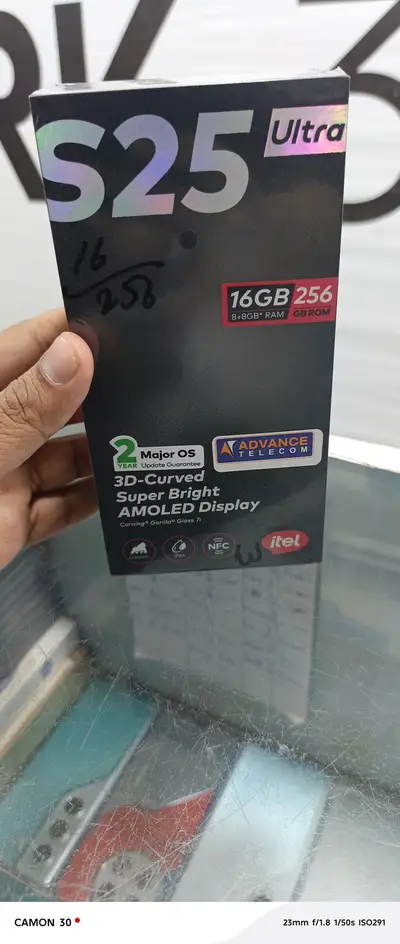 S25 Ultra
16
256
16GB 256
8+8GB* RAM GB ROM
2 Major OS
YEAR Update Guarantee
ADVANCE
TELECOM
3D-Curved
Super Bright
AMOLED Display
Corning® Gorilla® Glass 7i
NFC
W
itel
CAMON 30
23mm f/1.8 1/50s ISO291